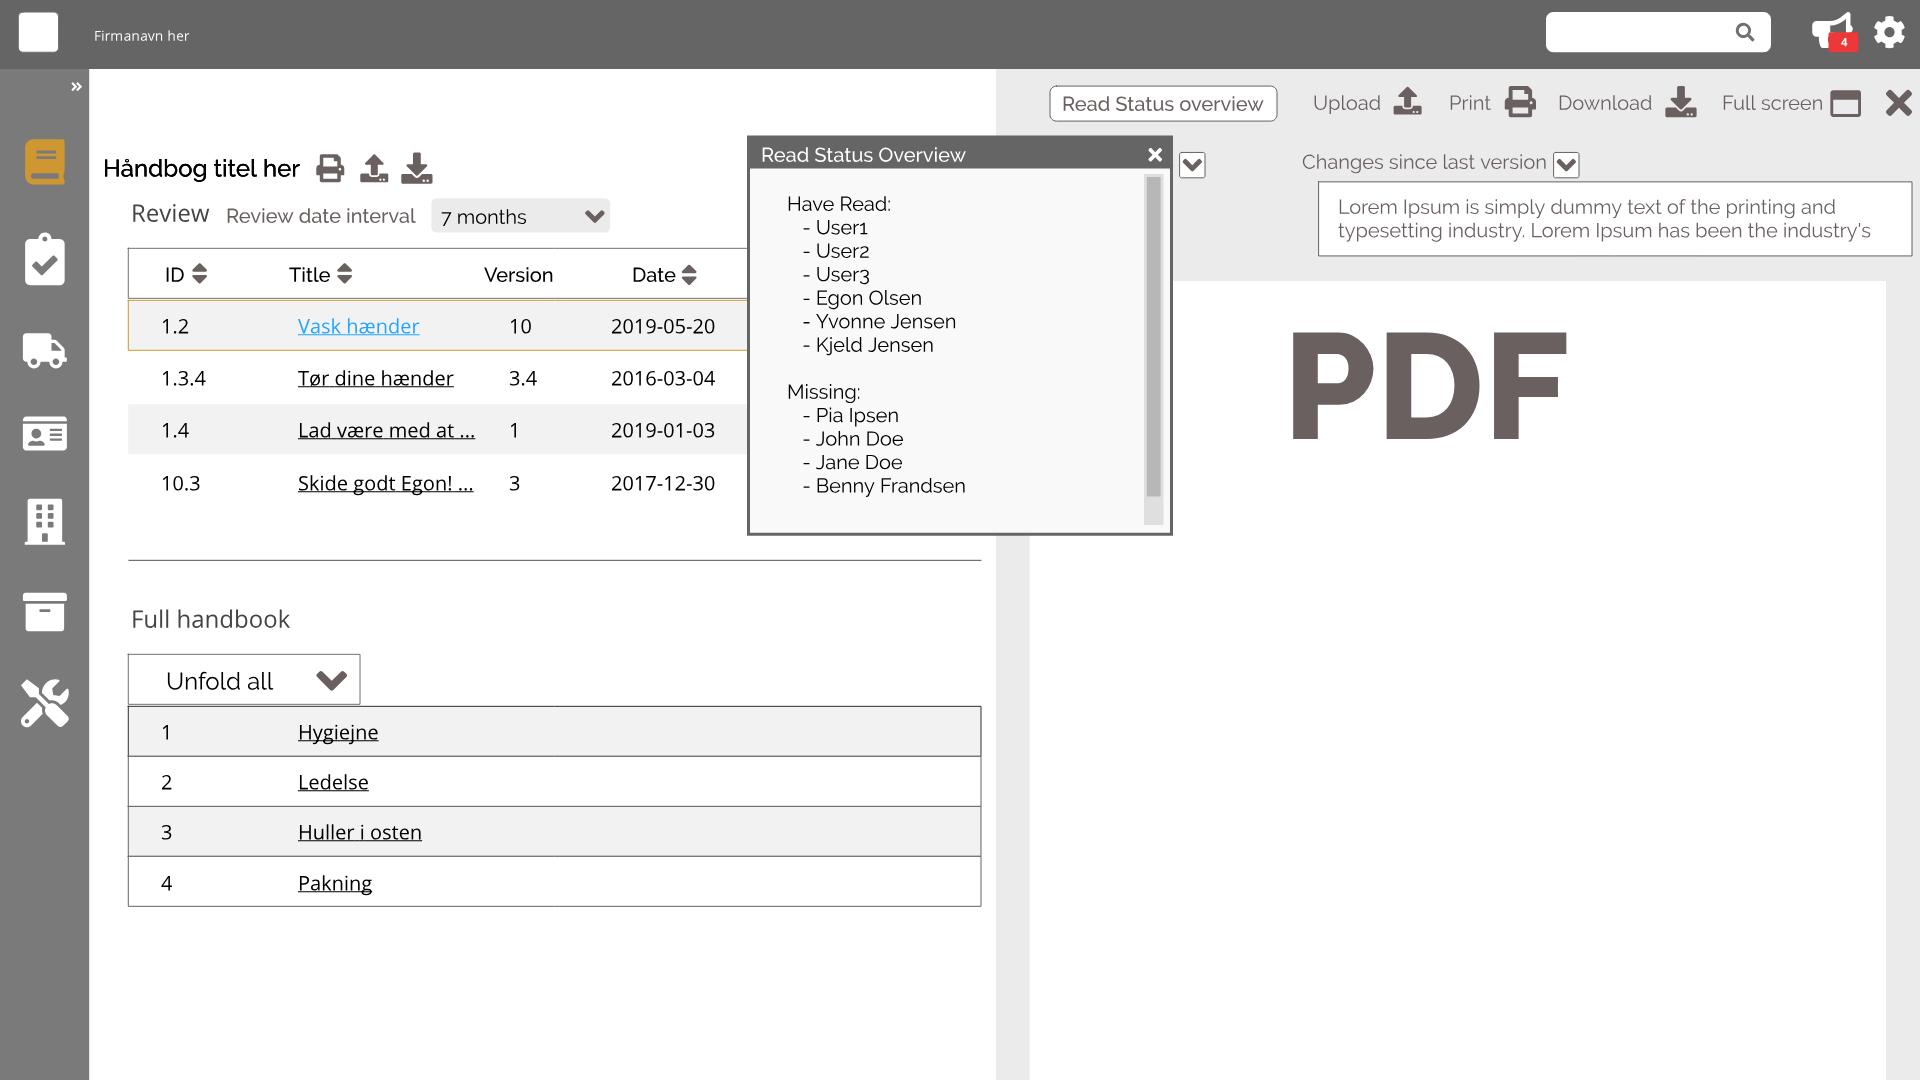 Firmanavn her
4
»
Read Status overview
Upload
Print
Download
Full screen
Håndbog titel her
Review
Review date interval
7 months
ID
Title
Version
Date
1.2
Vask hænder
10
2019-05-20
1.3.4
Tør dine hænder
3.4
2016-03-04
1.4
Lad være med at ...
1
2019-01-03
10.3
Skide godt Egon! ...
3
2017-12-30
Read Status Overview
Have Read:
- User1
- User2
- User3
- Egon Olsen
- Yvonne Jensen
- Kjeld Jensen
Missing:
- Pia Ipsen
- John Doe
- Jane Doe
- Benny Frandsen
Changes since last version
Lorem Ipsum is simply dummy text of the printing and
typesetting industry. Lorem Ipsum has been the industry's
PDF
Full handbook
Unfold all
1
Hygiejne
2
Ledelse
3
Huller i osten
4
Pakning